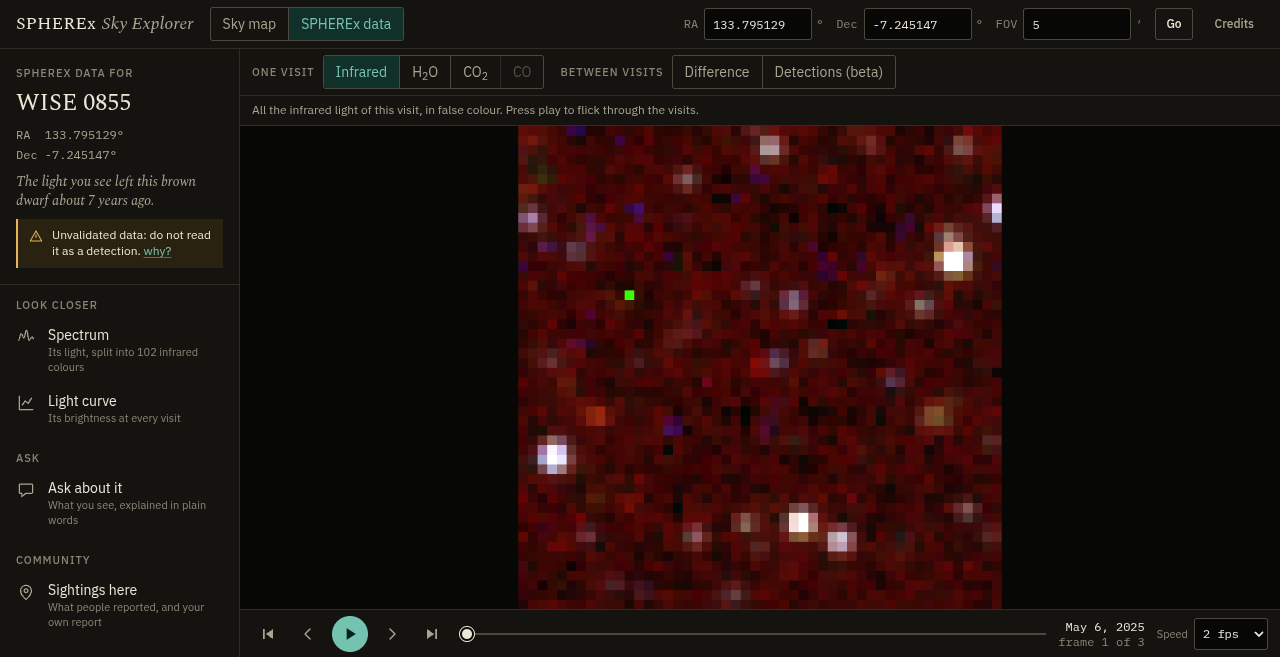 SPHEREx Sky Explorer
Sky map
SPHEREx data
RA 133.795129 °
Dec -7.245147 °
FOV 5 ′
Go
Credits
SPHEREX DATA FOR
WISE 0855
RA 133.795129°
Dec -7.245147°
The light you see left this brown
dwarf about 7 years ago.
Unvalidated data: do not read
it as a detection. why?
LOOK CLOSER
Spectrum
Its light, split into 102 infrared
colours
Light curve
Its brightness at every visit
ASK
Ask about it
What you see, explained in plain
words
COMMUNITY
Sightings here
What people reported, and your
own report
ONE VISIT
Infrared
H₂O
CO₂
CO
BETWEEN VISITS
Difference
Detections (beta)
All the infrared light of this visit, in false colour. Press play to flick through the visits.
May 6, 2025
frame 1 of 3
Speed
2 fps